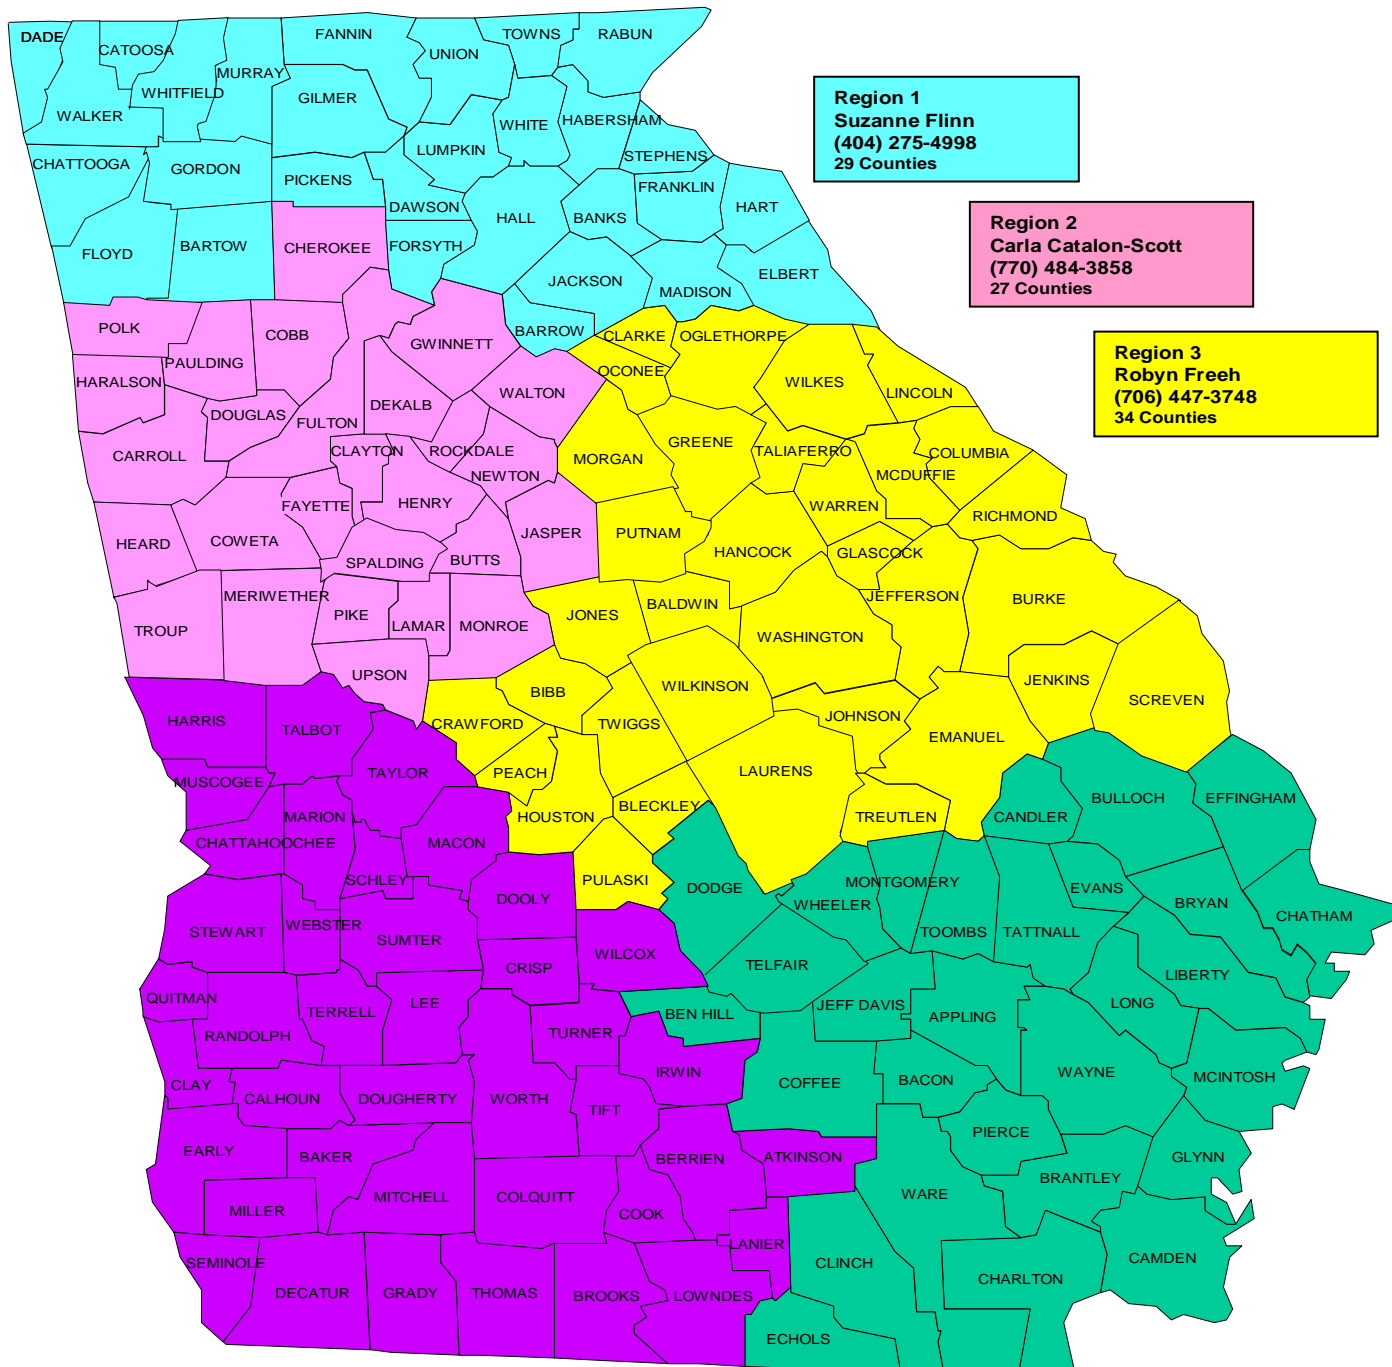 DADE
CATOOSA
WHITFIELD
MURRAY
FANNIN
UNION
TOWNS
RABUN
WALKER
GILMER
WHITE
HABERSHAM
LUMPKIN
STEPHENS
CHATTOOGA
GORDON
PICKENS
DAWSON
HALL
BANKS
FRANKLIN
HART
FLOYD
BARTOW
CHEROKEE
FORSYTH
JACKSON
MADISON
ELBERT
Region 1
Suzanne Flinn
(404) 275-4998
29 Counties
Region 2
Carla Catalon-Scott
(770) 484-3858
27 Counties
Region 3
Robyn Freeh
(706) 447-3748
34 Counties
POLK
PAULDING
COBB
GWINNETT
BARROW
CLARKE
OGLETHORPE
HARALSON
DOUGLAS
FULTON
DEKALB
WALTON
OCONEE
WILKES
LINCOLN
CARROLL
CLAYTON
ROCKDALE
NEWTON
MORGAN
GREENE
TALIAFERRO
MCDUFFIE
COLUMBIA
FAYETTE
HENRY
WARREN
RICHMOND
HEARD
COWETA
SPALDING
BUTTS
JASPER
PUTNAM
HANCOCK
GLASCOCK
TROUP
MERIWETHER
PIKE
LAMAR
MONROE
JONES
BALDWIN
WASHINGTON
JEFFERSON
BURKE
UPSON
BIBB
WILKINSON
JENKINS
SCREVEN
HARRIS
TALBOT
CRAWFORD
TWIGGS
JOHNSON
EMANUEL
MUSCOGEE
TAYLOR
PEACH
LAURENS
MARION
HOUSTON
BLECKLEY
TREUTLEN
CANDLER
BULLOCH
EFFINGHAM
CHATTAHOOCHEE
MACON
SCHLEY
DOOLY
PULASKI
DODGE
WHEELER
MONTGOMERY
EVANS
BRYAN
CHATHAM
STEWART
WEBSTER
SUMTER
WILCOX
TOOMBS
TATTNALL
CRISP
TELFAIR
LIBERTY
QUITMAN
RANDOLPH
TERRELL
LEE
TURNER
BEN HILL
JEFF DAVIS
APPLING
LONG
CLAY
CALHOUN
DOUGHERTY
WORTH
TIFT
IRWIN
COFFEE
BACON
WAYNE
MCINTOSH
EARLY
BAKER
MITCHELL
BERRIEN
ATKINSON
PIERCE
GLYNN
MILLER
COLQUITT
COOK
WARE
BRANTLEY
SEMINOLE
DECATUR
GRADY
THOMAS
BROOKS
LOWNDES
LANIER
CLINCH
CHARLTON
CAMDEN
ECHOLS